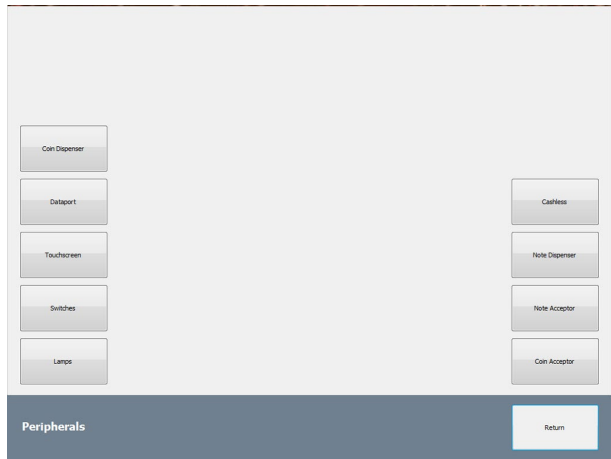 Coin Dispenser
Dataport
Cashless
Touchscreen
Note Dispenser
Switches
Note Acceptor
Lamps
Coin Acceptor
Peripherals
Return